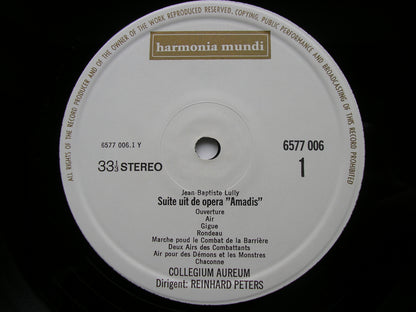 ALL RIGHTS OF THE RECORD PRODUCER AND OF THE OWNER OF THE WORK REPRODUCED RESERVED. COPYING, PUBLIC PERFORMANCE AND BROADCASTING OF THIS RECORD PROHIBITED
harmonia mundi
6577 006.1 Y
33⅓ STEREO
6577 006
1
Jean Baptiste Lully
Suite uit de opera "Amadis"
Ouverture
Air
Gigue
Rondeau
Marche poud le Combat de la Barrière
Deux Airs des Combattants
Air pour des Démons et les Monstres
Chaconne
COLLEGIUM AUREUM
Dirigent: REINHARD PETERS